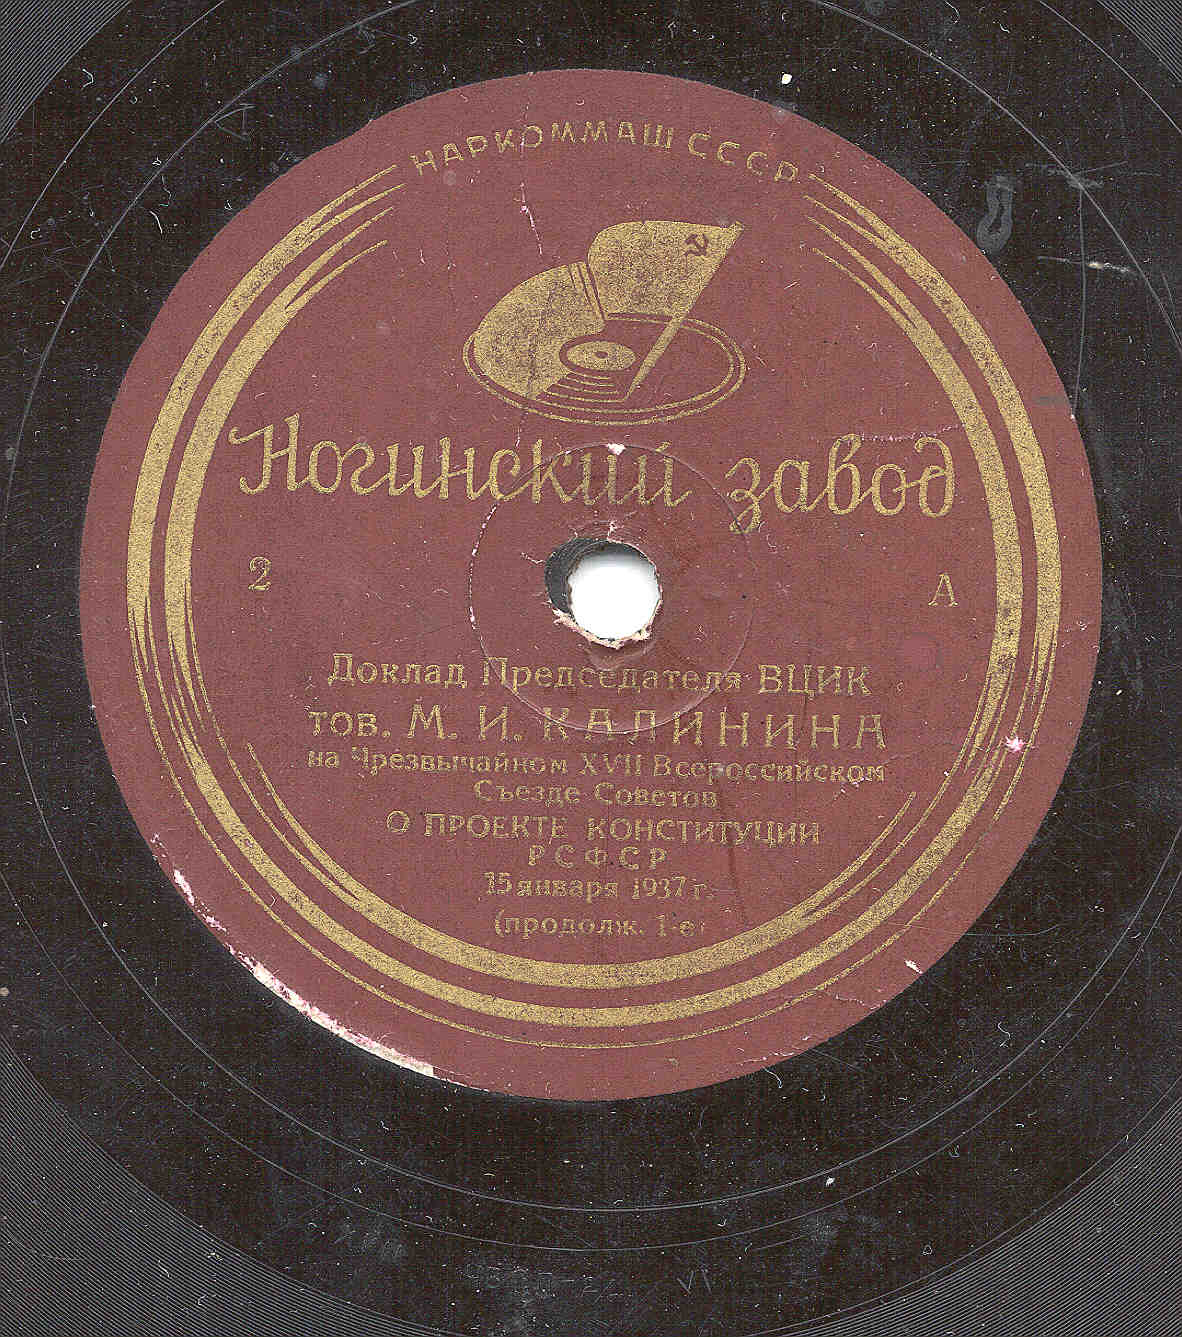 НАРКОММАШ СССР
Ногинский завод
2 А
Доклад Председателя ВЦИК
тов. М. И. КАЛИНИНА
на Чрезвычайном XVII Всероссийском
Съезде Советов
О ПРОЕКТЕ КОНСТИТУЦИИ
РСФСР
15 января 1937 г.
(продолж. 1-е)